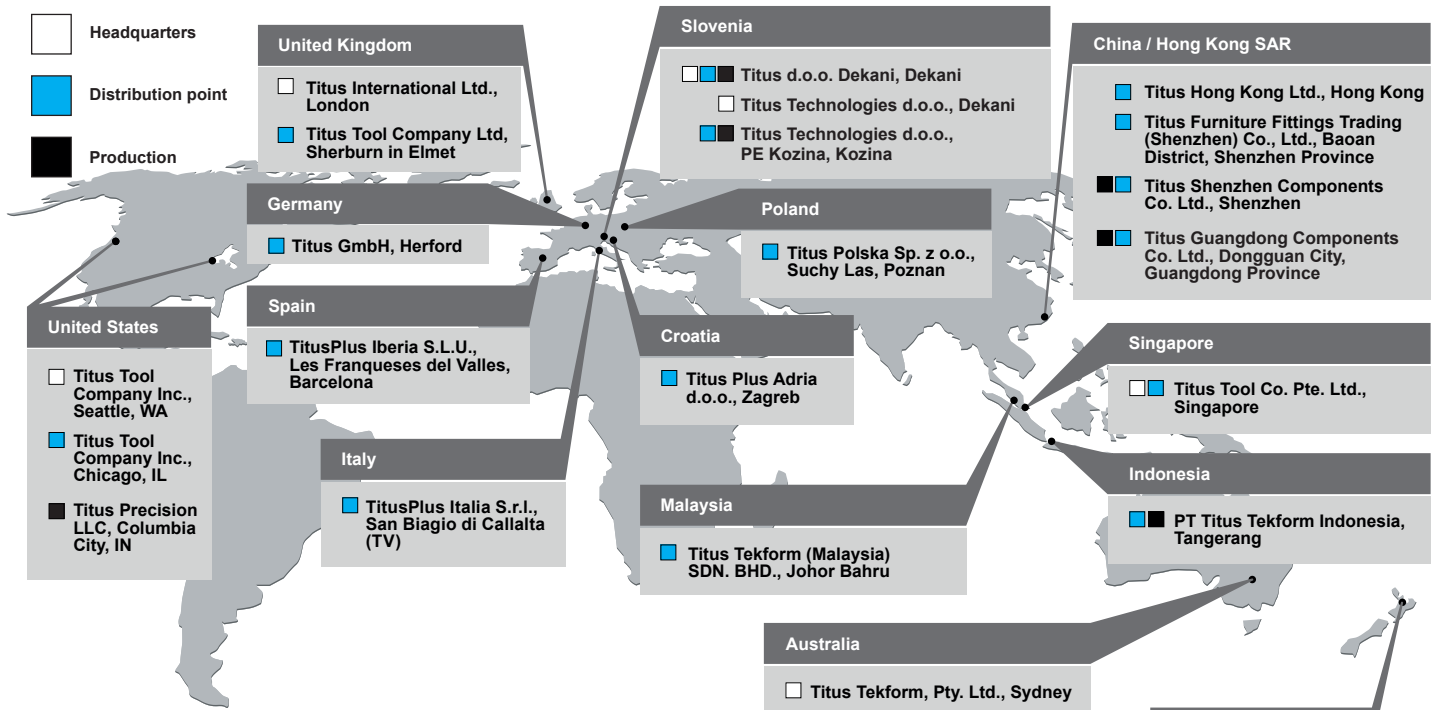 Headquarters
Distribution point
Production
United Kingdom
Titus International Ltd.,
London
Titus Tool Company Ltd,
Sherburn in Elmet
Slovenia
Titus d.o.o. Dekani, Dekani
Titus Technologies d.o.o., Dekani
Titus Technologies d.o.o.,
PE Kozina, Kozina
China / Hong Kong SAR
Titus Hong Kong Ltd., Hong Kong
Titus Furniture Fittings Trading
(Shenzhen) Co., Ltd., Baoan
District, Shenzhen Province
Titus Shenzhen Components
Co. Ltd., Shenzhen
Titus Guangdong Components
Co. Ltd., Dongguan City,
Guangdong Province
Germany
Titus GmbH, Herford
Poland
Titus Polska Sp. z o.o.,
Suchy Las, Poznan
United States
Titus Tool
Company Inc.,
Seattle, WA
Titus Tool
Company Inc.,
Chicago, IL
Titus Precision
LLC, Columbia
City, IN
Spain
TitusPlus Iberia S.L.U.,
Les Franqueses del Valles,
Barcelona
Croatia
Titus Plus Adria
d.o.o., Zagreb
Singapore
Titus Tool Co. Pte. Ltd.,
Singapore
Italy
TitusPlus Italia S.r.l.,
San Biagio di Callalta
(TV)
Malaysia
Titus Tekform (Malaysia)
SDN. BHD., Johor Bahru
Indonesia
PT Titus Tekform Indonesia,
Tangerang
Australia
Titus Tekform, Pty. Ltd., Sydney